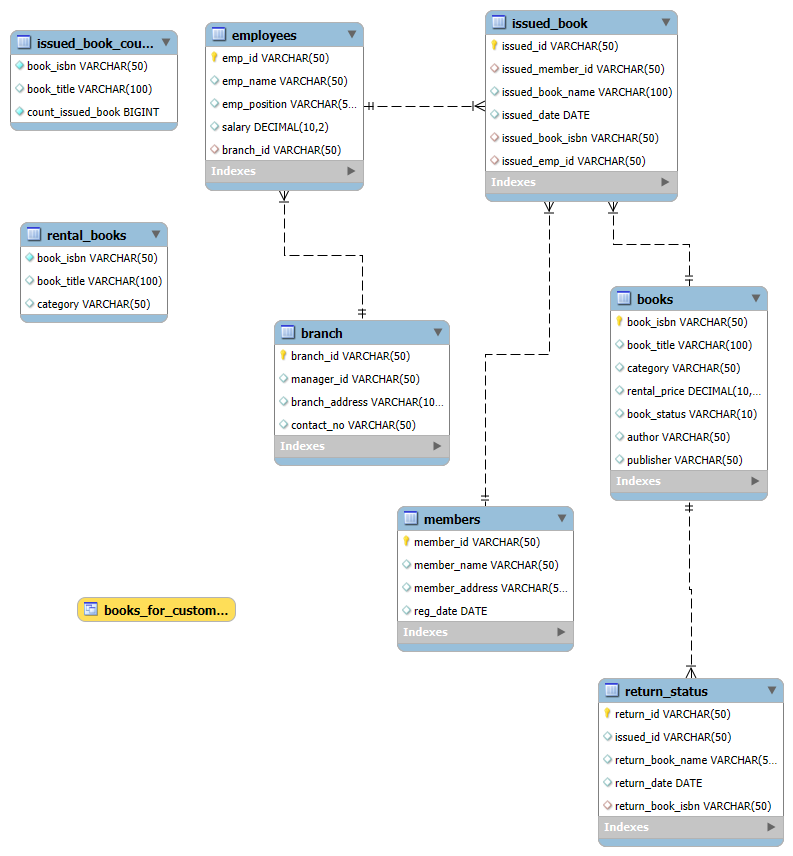 issued_book_cou...
book_isbn VARCHAR(50)
book_title VARCHAR(100)
count_issued_book BIGINT
employees
emp_id VARCHAR(50)
emp_name VARCHAR(50)
emp_position VARCHAR(5...
salary DECIMAL(10,2)
branch_id VARCHAR(50)
Indexes
issued_book
issued_id VARCHAR(50)
issued_member_id VARCHAR(50)
issued_book_name VARCHAR(100)
issued_date DATE
issued_book_isbn VARCHAR(50)
issued_emp_id VARCHAR(50)
Indexes
rental_books
book_isbn VARCHAR(50)
book_title VARCHAR(100)
category VARCHAR(50)
branch
branch_id VARCHAR(50)
manager_id VARCHAR(50)
branch_address VARCHAR(10...
contact_no VARCHAR(50)
Indexes
books
book_isbn VARCHAR(50)
book_title VARCHAR(100)
category VARCHAR(50)
rental_price DECIMAL(10,...
book_status VARCHAR(10)
author VARCHAR(50)
publisher VARCHAR(50)
Indexes
members
member_id VARCHAR(50)
member_name VARCHAR(50)
member_address VARCHAR(5...
reg_date DATE
Indexes
books_for_custom...
return_status
return_id VARCHAR(50)
issued_id VARCHAR(50)
return_book_name VARCHAR(5...
return_date DATE
return_book_isbn VARCHAR(50)
Indexes